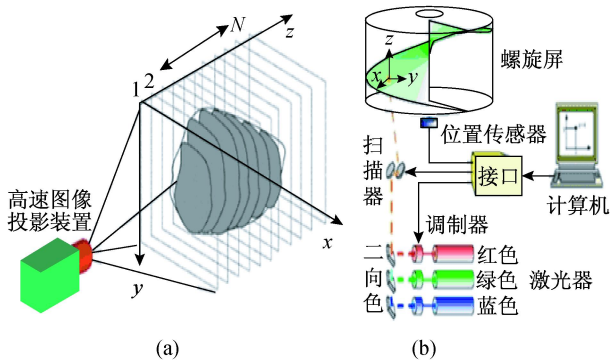 N
z
1 2
高速图像
投影装置
x
y
(a)
z
x
y
螺旋屏
位置传感器
扫描器
接口
计算机
调制器
二向色
红色
绿色 激光器
蓝色
(b)